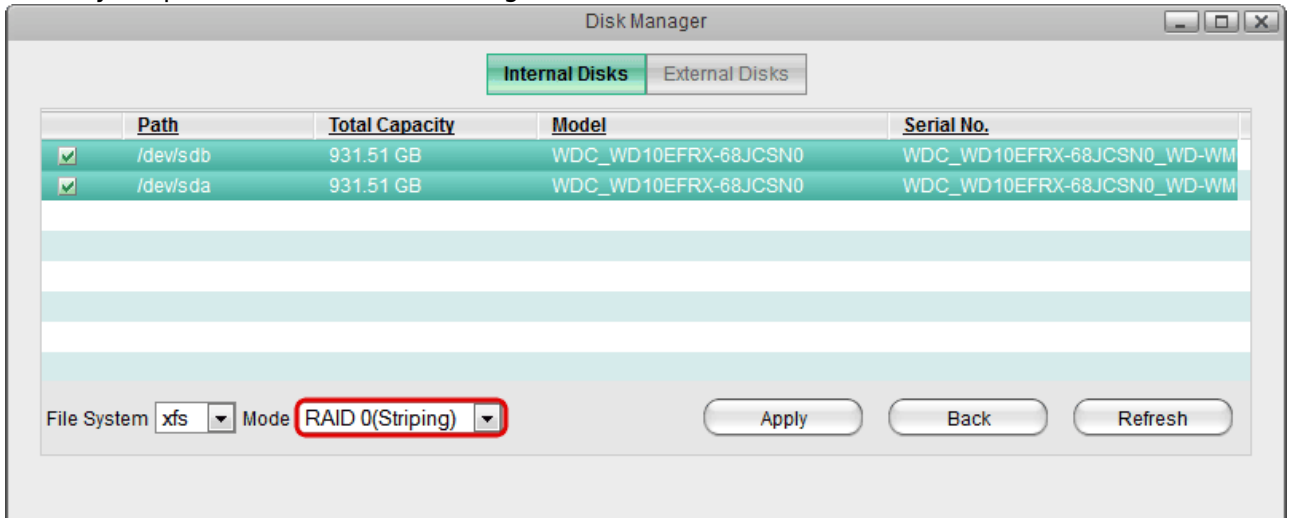 Disk Manager
Internal Disks External Disks
Path Total Capacity Model Serial No.
/dev/sdb 931.51 GB WDC_WD10EFRX-68JCSN0 WDC_WD10EFRX-68JCSN0_WD-WM
/dev/sda 931.51 GB WDC_WD10EFRX-68JCSN0 WDC_WD10EFRX-68JCSN0_WD-WM
File System xfs Mode RAID 0(Striping) Apply Back Refresh